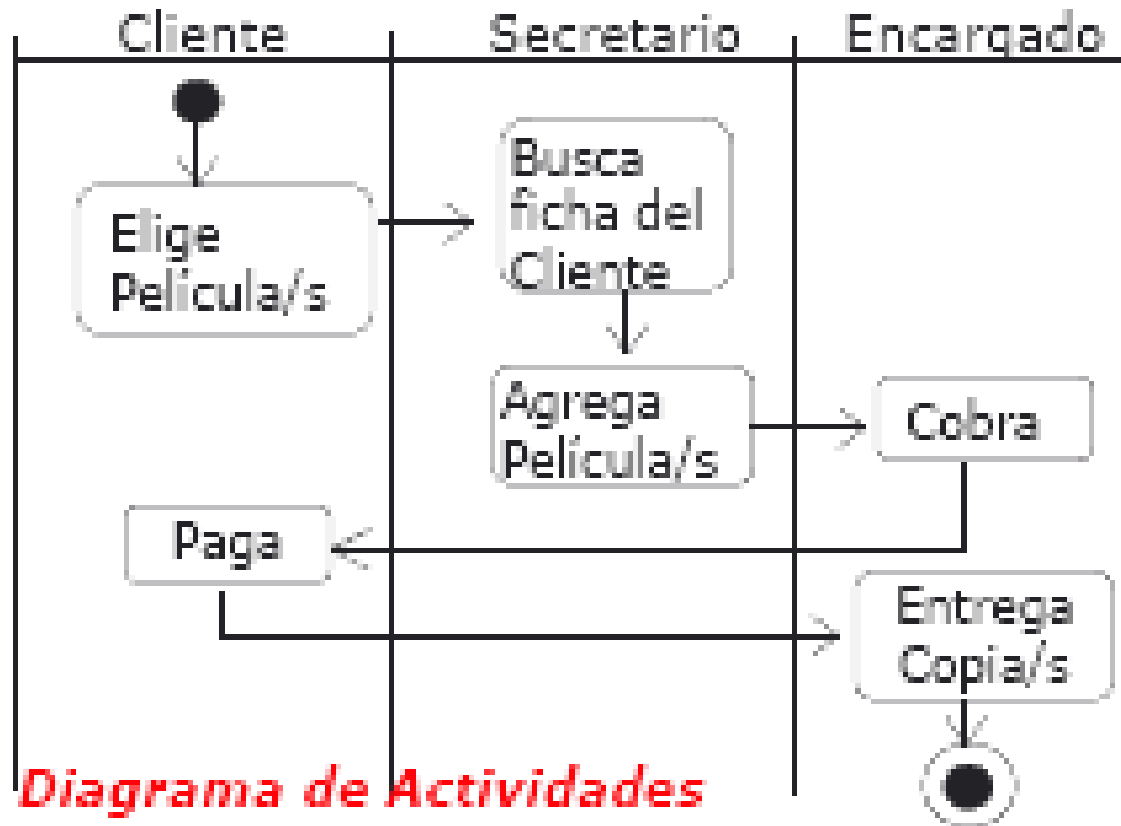 Cliente
Secretario
Encargado
Elige
Película/s
Busca
ficha del
Cliente
Agrega
Película/s
Cobra
Paga
Entrega
Copia/s
Diagrama de Actividades